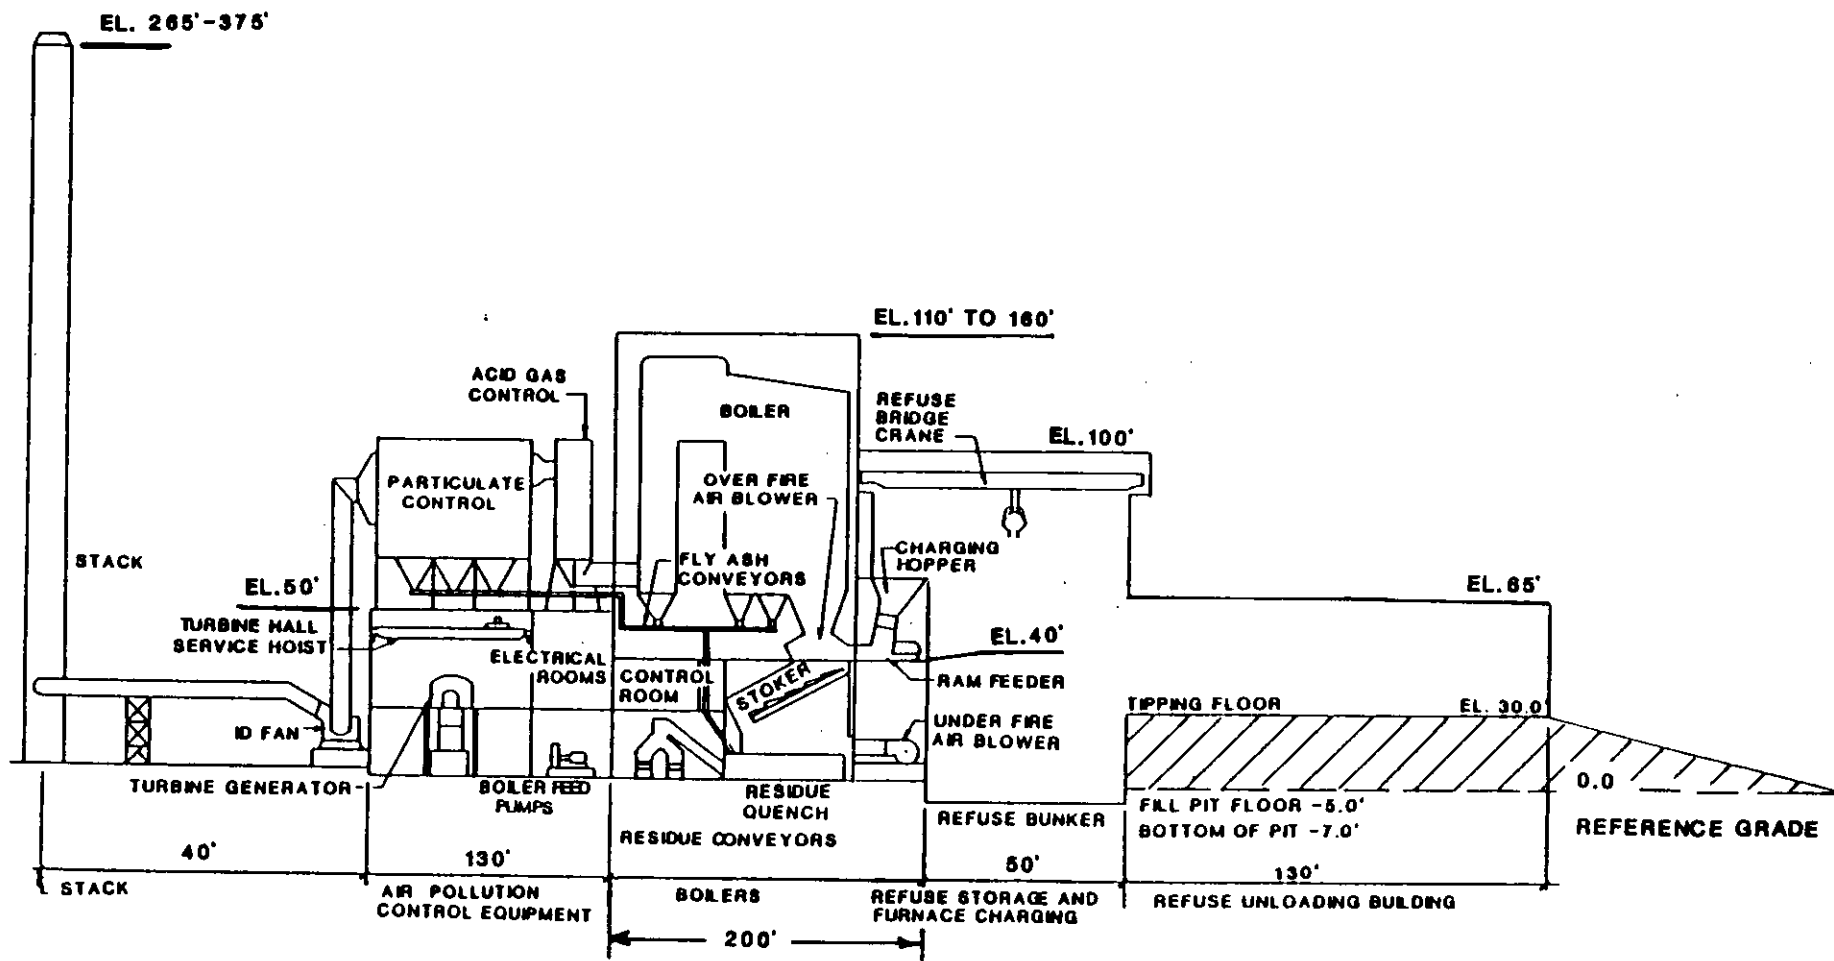 EL. 265'-375'
EL. 110' TO 160'
ACID GAS
CONTROL
BOILER
REFUSE
BRIDGE
CRANE
EL. 100'
PARTICULATE
CONTROL
OVER FIRE
AIR BLOWER
STACK
FLY ASH
CONVEYORS
CHARGING
HOPPER
EL. 50'
EL. 65'
TURBINE HALL
SERVICE HOIST
ELECTRICAL
ROOMS
CONTROL
ROOM
STOKER
EL. 40'
RAM FEEDER
TIPPING FLOOR
EL. 30.0'
ID FAN
UNDER FIRE
AIR BLOWER
TURBINE GENERATOR
BOILER FEED
PUMPS
RESIDUE
QUENCH
0.0
FILL PIT FLOOR -5.0'
REFUSE BUNKER
BOTTOM OF PIT -7.0'
REFERENCE GRADE
RESIDUE CONVEYORS
40'
130'
50'
130'
STACK
AIR POLLUTION
CONTROL EQUIPMENT
BOILERS
REFUSE STORAGE AND
FURNACE CHARGING
REFUSE UNLOADING BUILDING
200'